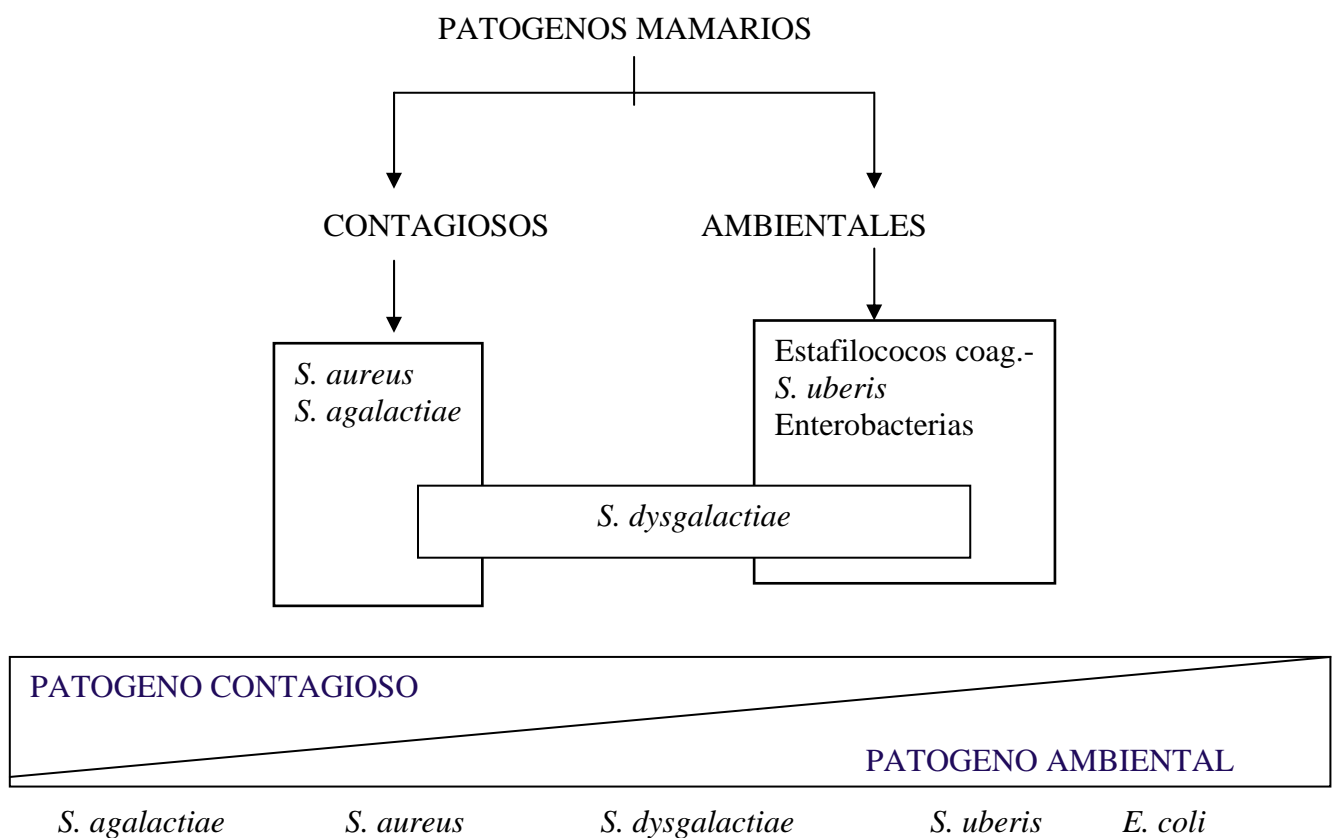 PATOGENOS MAMARIOS
CONTAGIOSOS
AMBIENTALES
S. aureus
S. agalactiae
Estafilococos coag.-
S. uberis
Enterobacterias
S. dysgalactiae
PATOGENO CONTAGIOSO
PATOGENO AMBIENTAL
S. agalactiae S. aureus S. dysgalactiae S. uberis E. coli